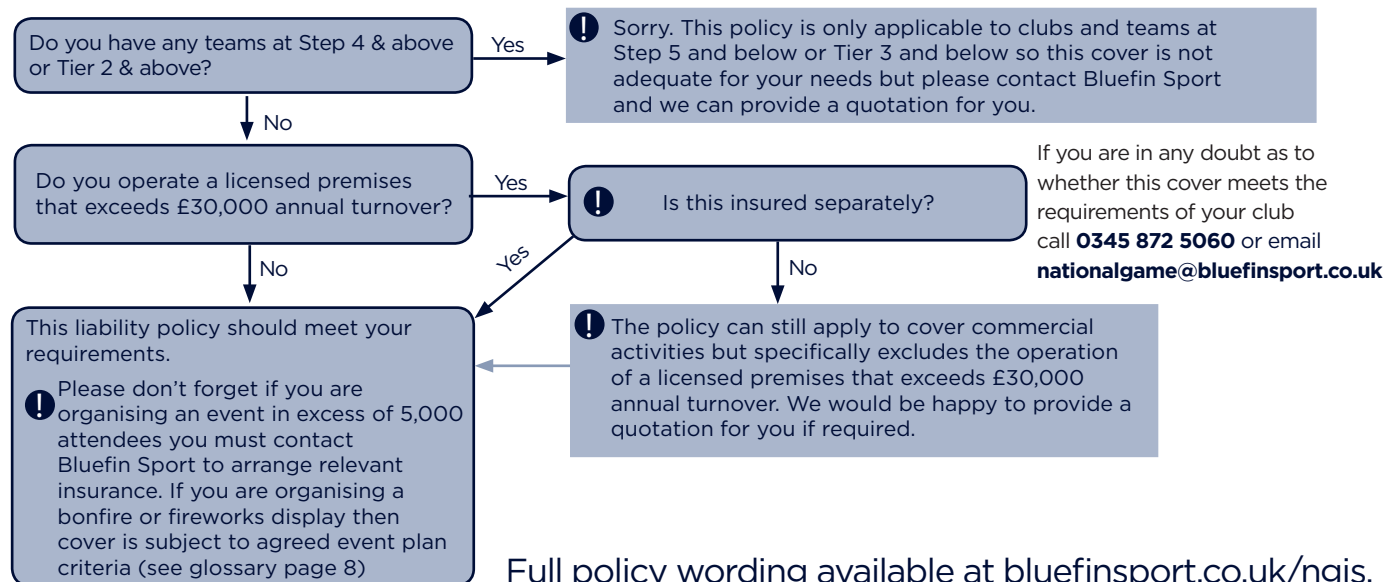 Do you have any teams at Step 4 & above
or Tier 2 & above?
Yes
Sorry. This policy is only applicable to clubs and teams at
Step 5 and below or Tier 3 and below so this cover is not
adequate for your needs but please contact Bluefin Sport
and we can provide a quotation for you.
No
Do you operate a licensed premises
that exceeds £30,000 annual turnover?
Yes
Is this insured separately?
If you are in any doubt as to
whether this cover meets the
requirements of your club
call 0345 872 5060 or email
nationalgame@bluefinsport.co.uk
No
Yes
No
This liability policy should meet your
requirements.
Please don't forget if you are
organising an event in excess of 5,000
attendees you must contact
Bluefin Sport to arrange relevant
insurance. If you are organising a
bonfire or fireworks display then
cover is subject to agreed event plan
criteria (see glossary page 8)
The policy can still apply to cover commercial
activities but specifically excludes the operation
of a licensed premises that exceeds £30,000
annual turnover. We would be happy to provide a
quotation for you if required.
Full policy wording available at bluefinsport.co.uk/ngis.